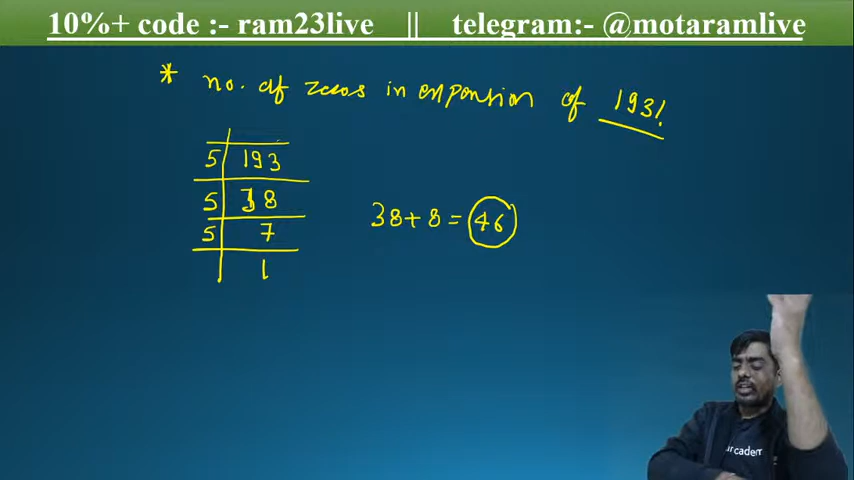 10%+ code :- ram23live || telegram:- @motaramlive
* no. of zeros in expansion of 193!
5 | 193
5 | 38
5 | 7
1
38+8 = 46